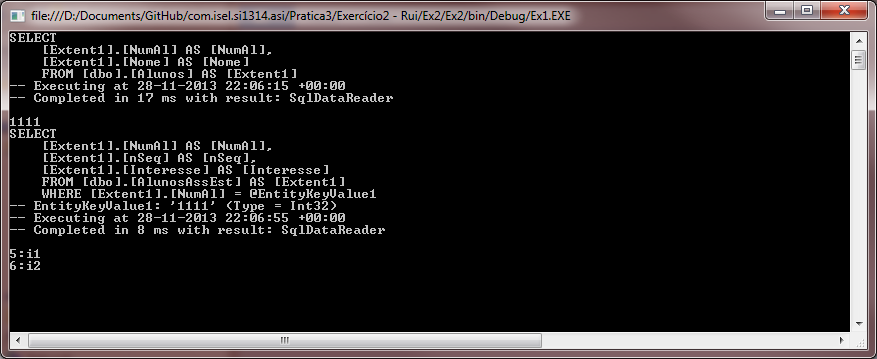 file:///D:/Documents/GitHub/com.isel.si1314.asi/Pratica3/Exercício2 - Rui/Ex2/Ex2/bin/Debug/Ex1.EXE
SELECT
    [Extent1].[NumAl] AS [NumAl],
    [Extent1].[Nome] AS [Nome]
    FROM [dbo].[Alunos] AS [Extent1]
-- Executing at 28-11-2013 22:06:15 +00:00
-- Completed in 17 ms with result: SqlDataReader
1111
SELECT
    [Extent1].[NumAl] AS [NumAl],
    [Extent1].[nSeq] AS [nSeq],
    [Extent1].[Interesse] AS [Interesse]
    FROM [dbo].[AlunosAssEst] AS [Extent1]
    WHERE [Extent1].[NumAl] = @EntityKeyValue1
-- EntityKeyValue1: '1111' (Type = Int32)
-- Executing at 28-11-2013 22:06:55 +00:00
-- Completed in 8 ms with result: SqlDataReader
5:i1
6:i2